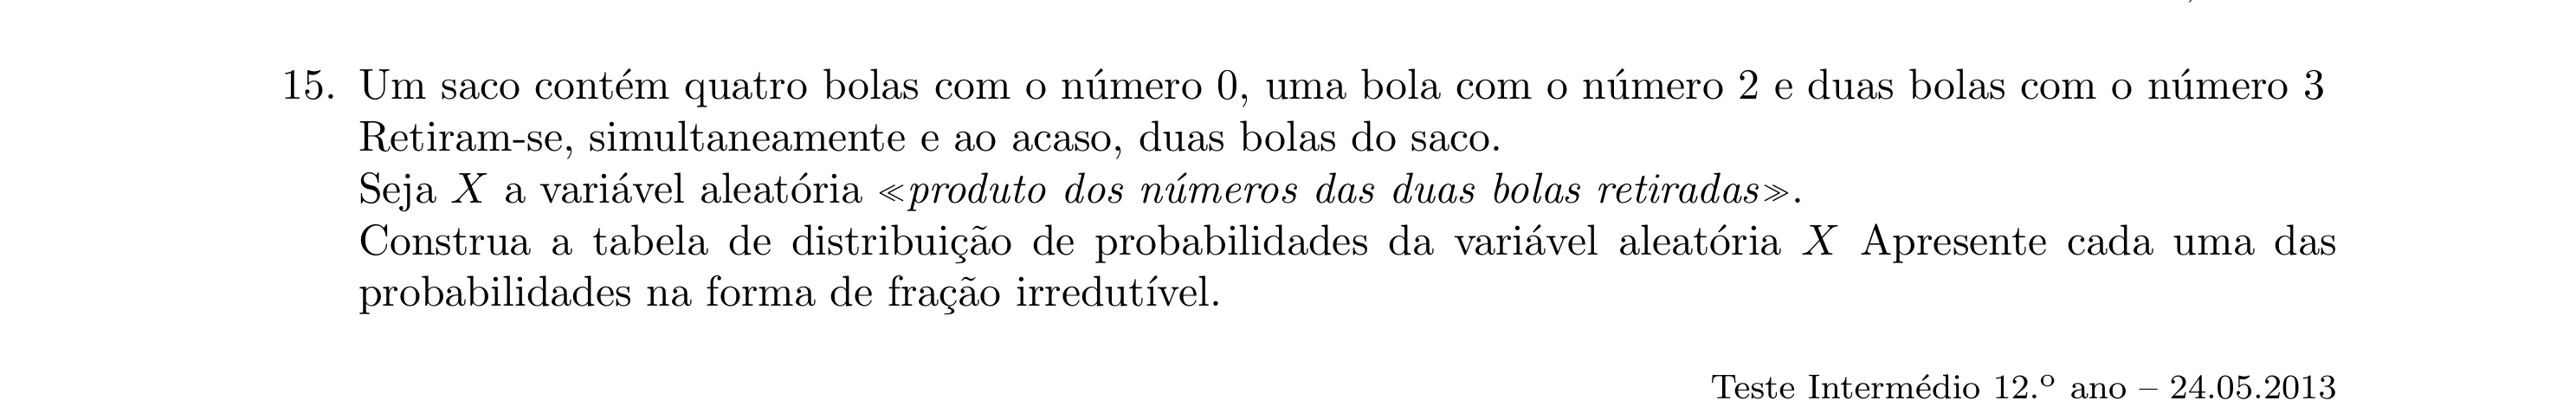 15. Um saco contém quatro bolas com o número 0, uma bola com o número 2 e duas bolas com o número 3
Retiram-se, simultaneamente e ao acaso, duas bolas do saco.
Seja X a variável aleatória ≪produto dos números das duas bolas retiradas≫.
Construa a tabela de distribuição de probabilidades da variável aleatória X Apresente cada uma das
probabilidades na forma de fração irredutível.
Teste Intermédio 12.º ano – 24.05.2013